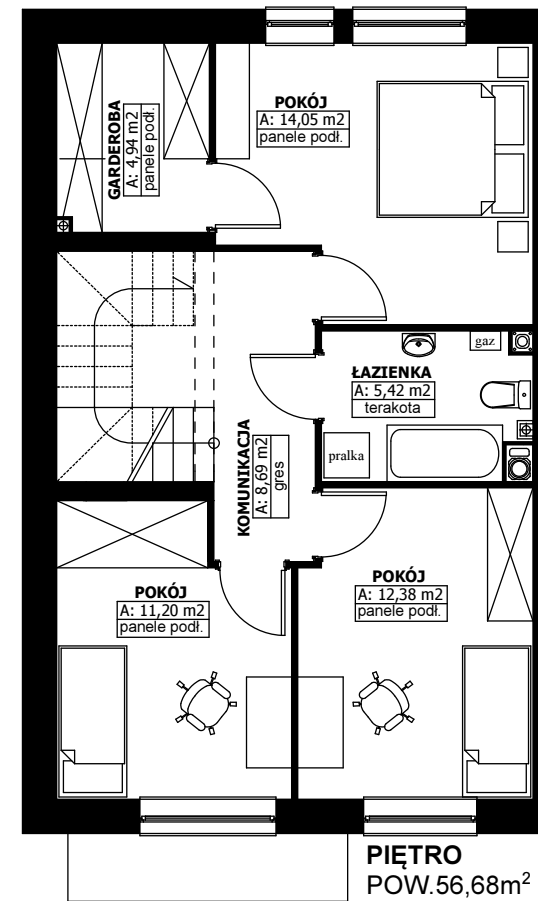 GARDEROBA
A: 4,94 m2
panele podł.
POKÓJ
A: 14,05 m2
panele podł.
gaz
ŁAZIENKA
A: 5,42 m2
terakota
pralka
KOMUNIKACJA
A: 8,69 m2
gres
POKÓJ
A: 11,20 m2
panele podł.
POKÓJ
A: 12,38 m2
panele podł.
PIĘTRO
POW.56,68m²